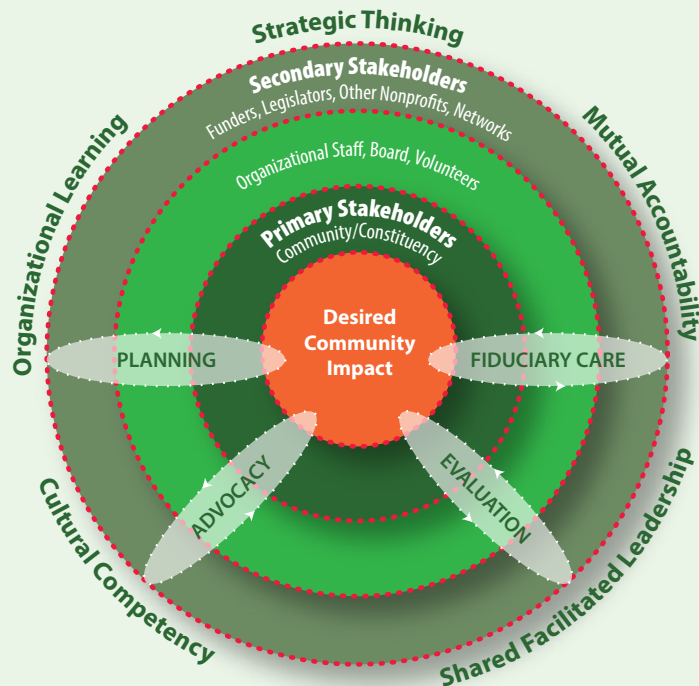 Strategic Thinking
Secondary Stakeholders
Funders, Legislators, Other Nonprofits, Networks
Organizational Learning
Mutual Accountability
Organizational Staff, Board, Volunteers
Primary Stakeholders
Community/Constituency
Desired
Community
Impact
PLANNING
FIDUCIARY CARE
ADVOCACY
EVALUATION
Cultural Competency
Shared Facilitated Leadership